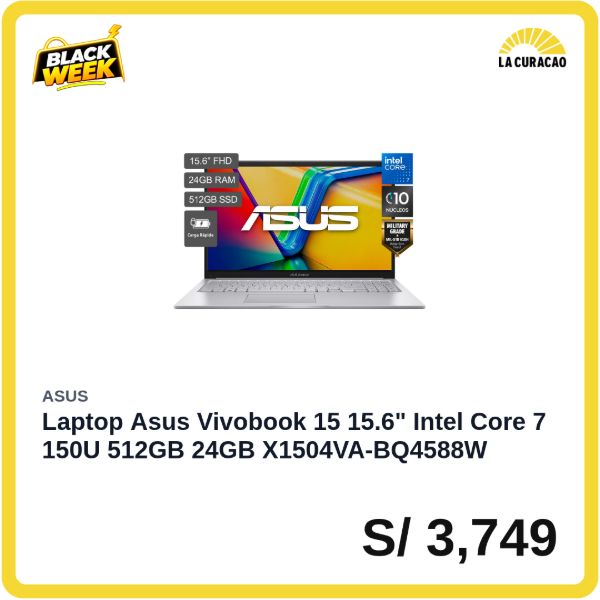 BLACK
WEEK
LA CURACAO
15.6" FHD
24GB RAM
512GB SSD
Carga Rápida
ASUS
intel
CORE
7
10
NÚCLEOS
MILITARY
GRADE
ASUS
Laptop Asus Vivobook 15 15.6" Intel Core 7
150U 512GB 24GB X1504VA-BQ4588W
S/ 3,749